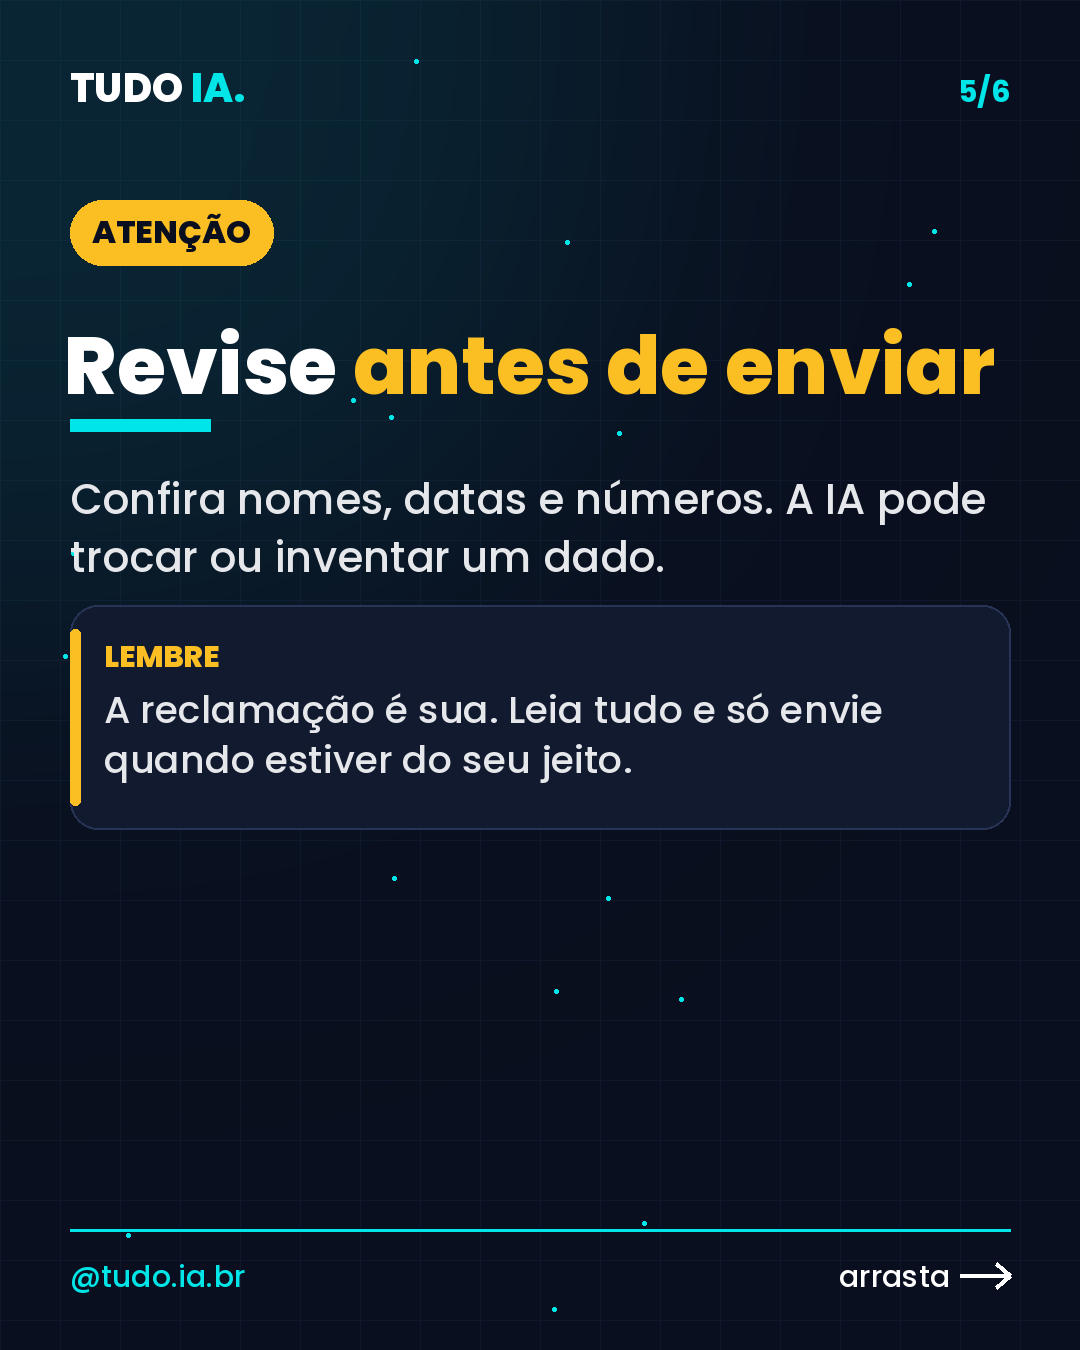 TUDO IA.
5/6
ATENÇÃO
Revise antes de enviar
Confira nomes, datas e números. A IA pode
trocar ou inventar um dado.
LEMBRE
A reclamação é sua. Leia tudo e só envie
quando estiver do seu jeito.
@tudo.ia.br
arrasta